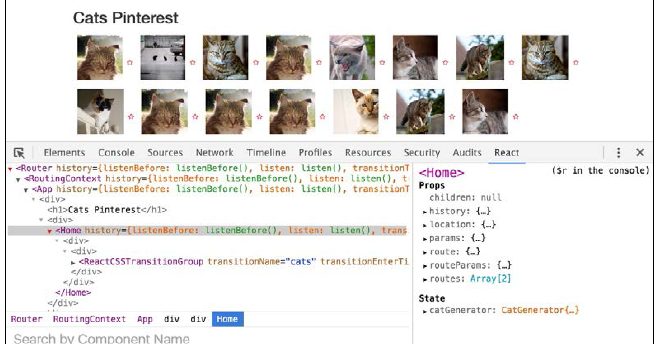 Cats Pinterest
Elements Console Sources Network Timeline Profiles Resources Security Audits React
<Router history={listenBefore: listenBefore(), listen: listen(), transitionT
<RoutingContext history={listenBefore: listenBefore(), listen: listen(), t
<App history={listenBefore: listenBefore(), listen: listen(), transitionT
<div>
<h1>Cats Pinterest</h1>
<div>
<Home history={listenBefore: listenBefore(), listen: listen(), trans
<div>
<div>
<ReactCSSTransitionGroup transitionName="cats" transitionEnterTi
</div>
</div>
</Home>
</div>
Router RoutingContext App div div Home
Search by Component Name
<Home> ($r in the console)
Props
children: null
history: {…}
location: {…}
params: {…}
route: {…}
routeParams: {…}
routes: Array[2]
State
catGenerator: CatGenerator{…}